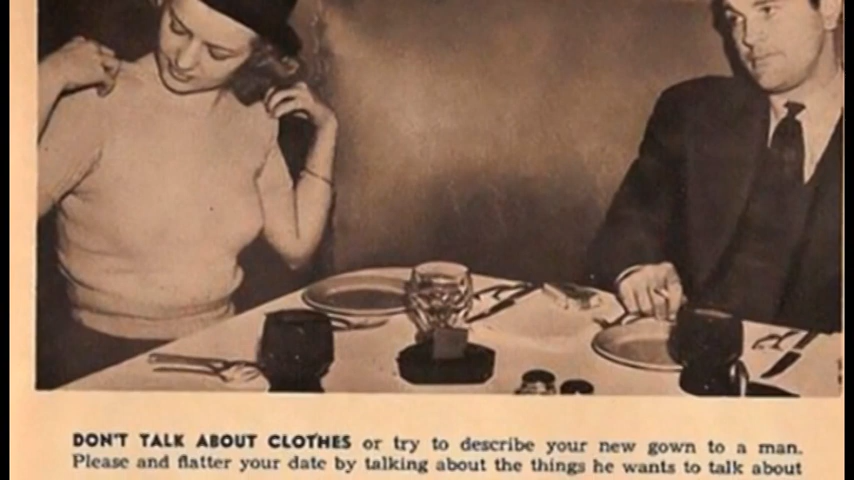 DON'T TALK ABOUT CLOTHES or try to describe your new gown to a man.
Please and flatter your date by talking about the things he wants to talk about